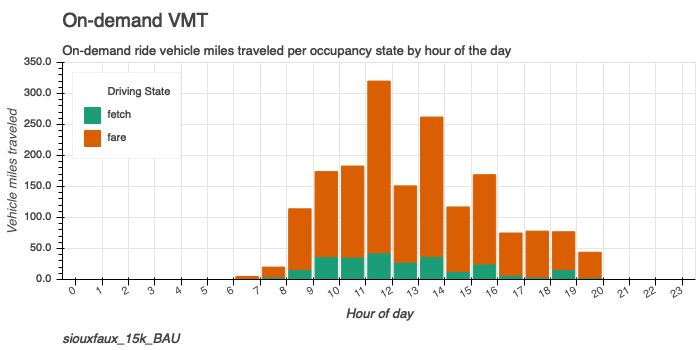 On-demand VMT
On-demand ride vehicle miles traveled per occupancy state by hour of the day
350.0
300.0
250.0
200.0
150.0
100.0
50.0
0.0
Vehicle miles traveled
Driving State
fetch
fare
0 1 2 3 4 5 6 7 8 9 10 11 12 13 14 15 16 17 18 19 20 21 22 23
Hour of day
siouxfaux_15k_BAU